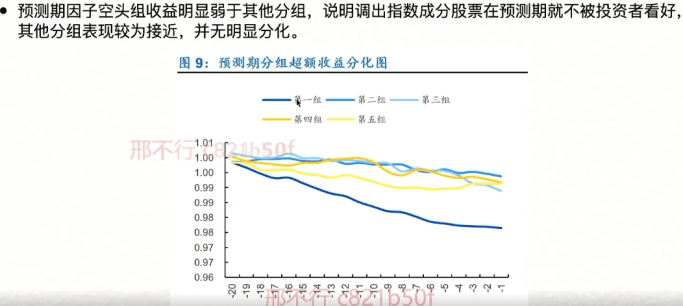 • 预测期因子空头组收益明显弱于其他分组，说明调出指数成分股票在预测期就不被投资者看好，
其他分组表现较为接近，并无明显分化。
图 9：预测期分组超额收益分化图
第一组 第二组 第三组
第四组 第五组
1.01
1.00
1.00
0.99
0.99
0.98
0.98
0.97
0.97
0.96
-20 -19 -18 -17 -16 -15 -14 -13 -12 -11 -10 -9 -8 -7 -6 -5 -4 -3 -2 -1
邢不行 c821b50f
邢不行 c821b50f